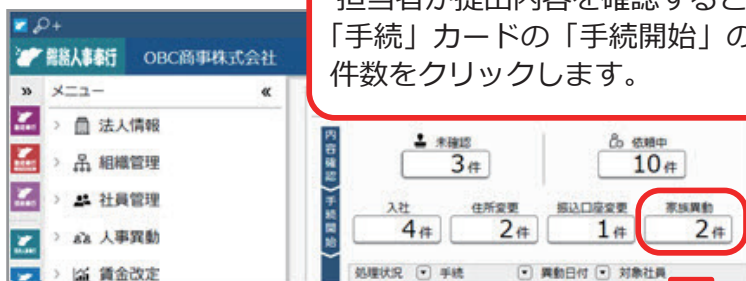 担当者が提出内容を確認すると
「手続」カードの「手続開始」の
件数をクリックします。
総務人事奉行 OBC商事株式会社
» メニュー «
内容確認
未確認 依頼中
3件 10件
> 法人情報
> 組織管理
手続開始
> 社員管理
入社 住所変更 振込口座変更 家族異動
4件 2件 1件 2件
> 人事異動
> 賃金改定
処理状況 手続 異動日付 対象社員